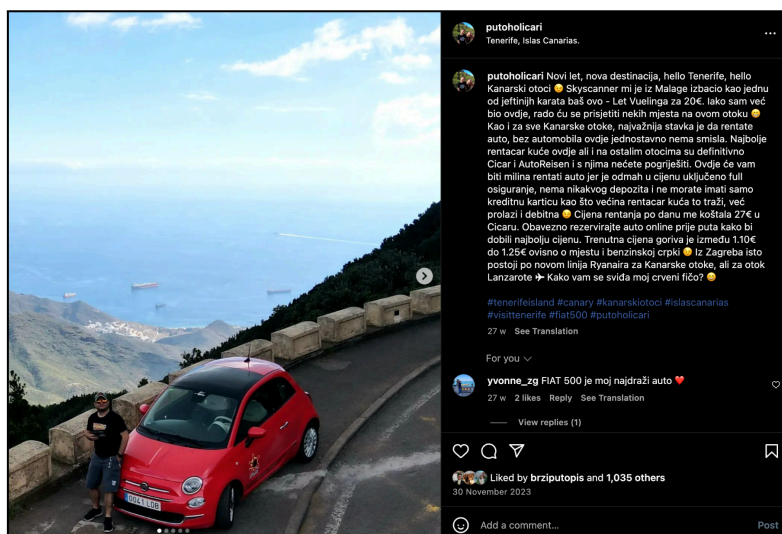 putoholicari
Tenerife, Islas Canarias.
putoholicari Novi let, nova destinacija, hello Tenerife, hello
Kanarski otoci 😉 Skyscanner mi je iz Malage izbacio kao jednu
od jeftinih karata baš ovo - Let Vuelinga za 20€. Iako sam već
bio ovdje, rado ću se prisjetiti nekih mjesta na ovom otoku 😁
Kao i za sve Kanarske otoke, najvažnija stavka je da rentate
auto, bez automobila ovdje jednostavno nema smisla. Najbolje
rentacar kuće ovdje ali i na ostalim otocima su definitivno
Cicar i AutoReisen i s njima nećete pogriješiti. Ovdje će vam
biti milina rentati auto jer je odmah u cijenu uključeno full
osiguranje, nema nikakvog depozita i ne morate imati samo
kreditnu karticu kao što većina rentacar kuća to traži, već
prolazi i debitna 😉 Cijena rentanja po danu me koštala 27€ u
Cicaru. Obavezno rezervirajte auto online prije puta kako bi
dobili najbolju cijenu. Trenutna cijena goriva je između 1.10€
do 1.25€ ovisno o mjestu i benzinskoj crpki 😉 Iz Zagreba isto
postoji po novom linija Ryanaira za Kanarske otoke, ali za otok
Lanzarote ✈ Kako vam se sviđa moj crveni fićo? 😁
#tenerifeisland #canary #kanarskiotoci #islascanarias
#visittenerife #fiat500 #putoholicari
27 w See Translation
For you
yvonne_zg FIAT 500 je moj najdraži auto ❤️
27 w 2 likes Reply See Translation
View replies (1)
Liked by brziputopis and 1,035 others
30 November 2023
Add a comment...
Post
0041 LDB